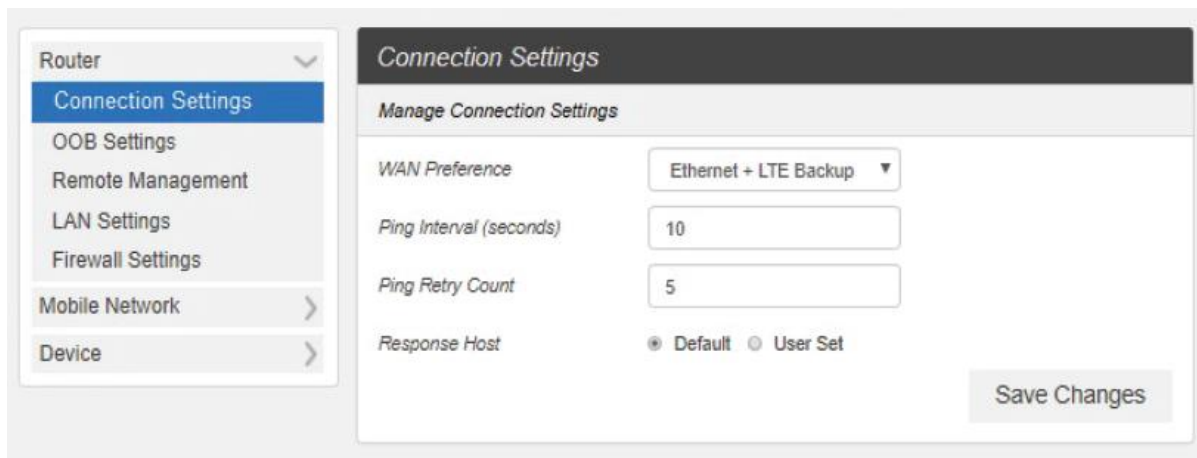 Router
Connection Settings
OOB Settings
Remote Management
LAN Settings
Firewall Settings
Mobile Network
Device
Connection Settings
Manage Connection Settings
WAN Preference Ethernet + LTE Backup
Ping Interval (seconds) 10
Ping Retry Count 5
Response Host Default User Set
Save Changes